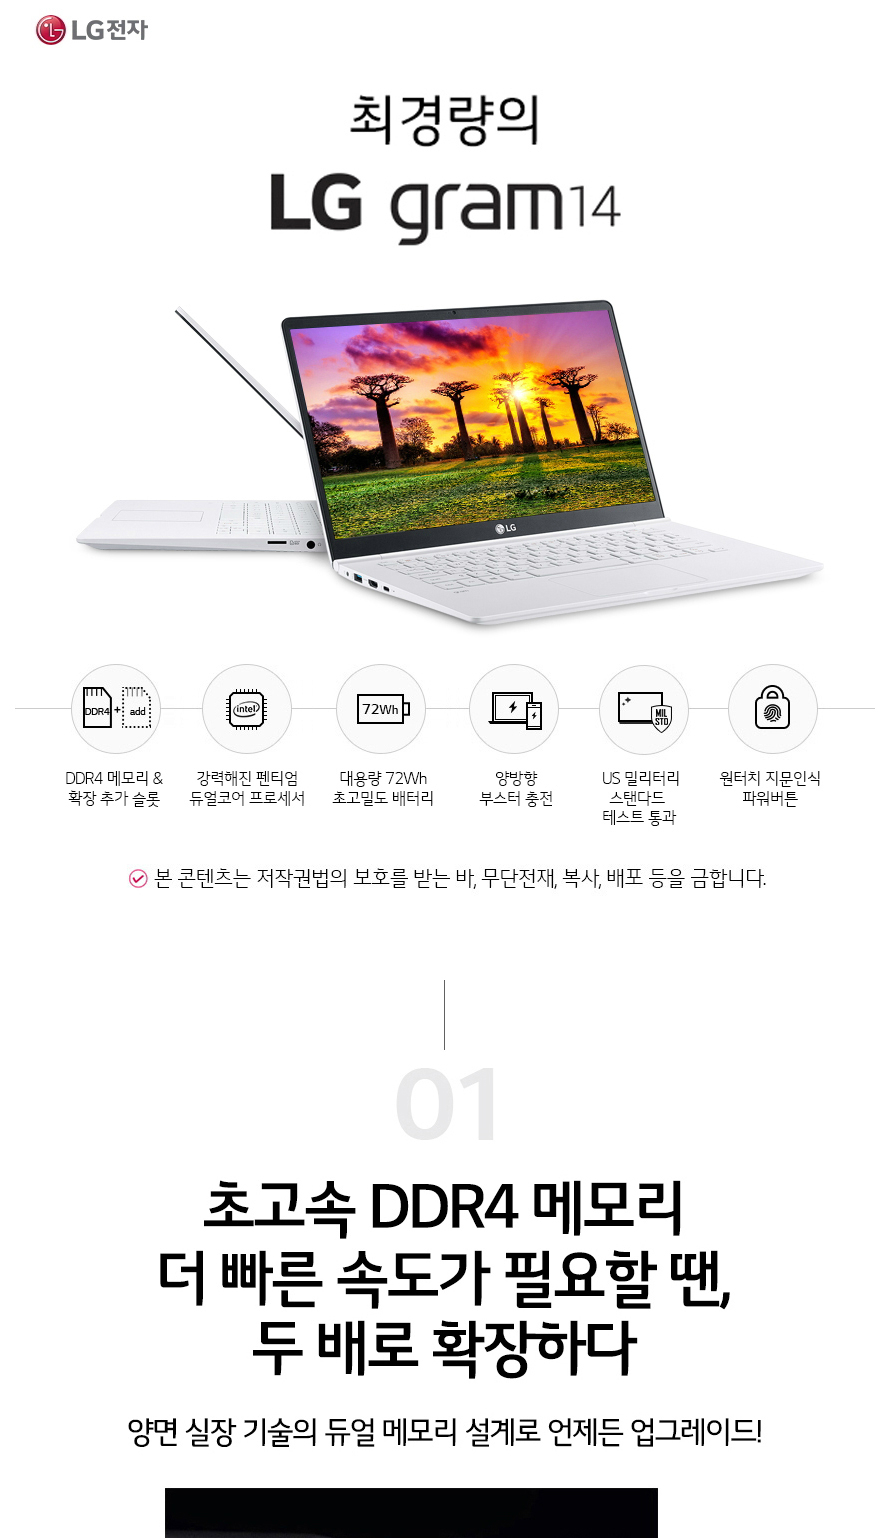 LG전자
최경량의
LG gram14
LG
DDR4 + add
intel
72Wh
MIL STD
DDR4 메모리 &
확장 추가 슬롯
강력해진 펜티엄
듀얼코어 프로세서
대용량 72Wh
초고밀도 배터리
양방향
부스터 충전
US 밀리터리
스탠다드
테스트 통과
원터치 지문인식
파워버튼
본 콘텐츠는 저작권법의 보호를 받는 바, 무단전재, 복사, 배포 등을 금합니다.
01
초고속 DDR4 메모리
더 빠른 속도가 필요할 땐,
두 배로 확장하다
양면 실장 기술의 듀얼 메모리 설계로 언제든 업그레이드!